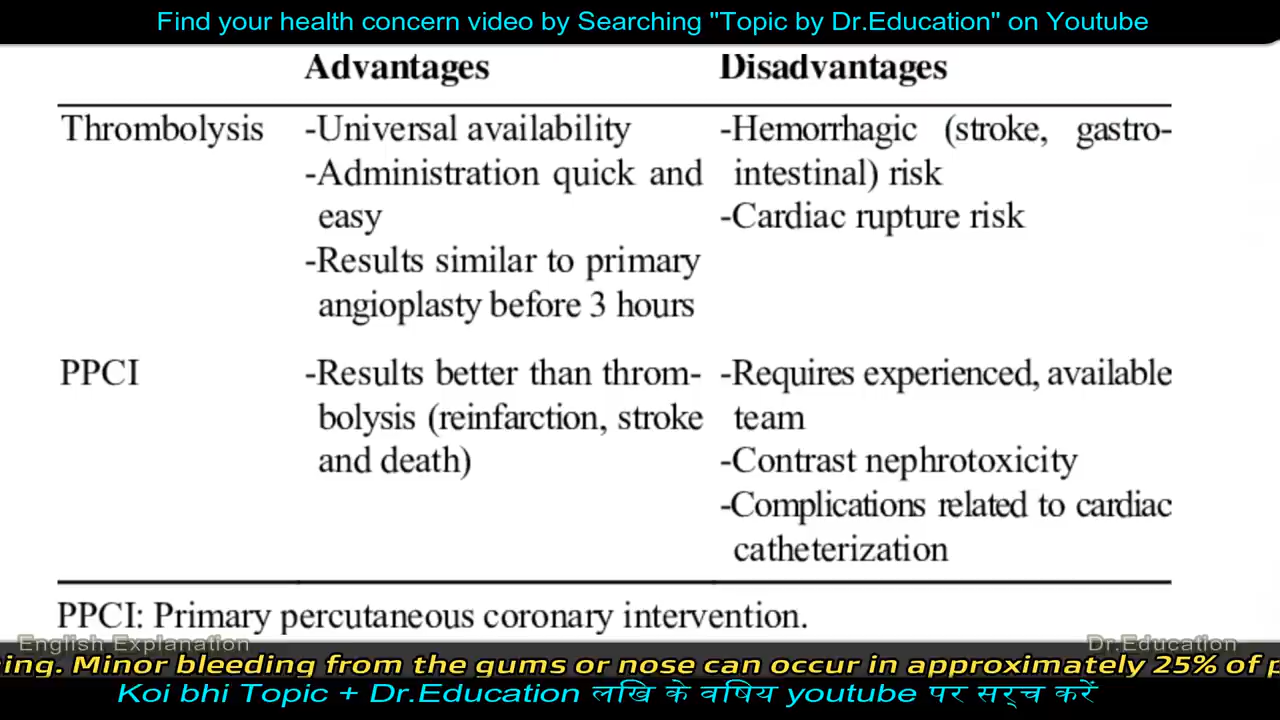 Find your health concern video by Searching "Topic by Dr.Education" on Youtube
Advantages Disadvantages
Thrombolysis -Universal availability -Hemorrhagic (stroke, gastro-
-Administration quick and intestinal) risk
easy -Cardiac rupture risk
-Results similar to primary
angioplasty before 3 hours
PPCI -Results better than throm- -Requires experienced, available
bolysis (reinfarction, stroke team
and death) -Contrast nephrotoxicity
-Complications related to cardiac
catheterization
PPCI: Primary percutaneous coronary intervention.
English Explanation Dr.Education
Minor bleeding from the gums or nose can occur in approximately 25% of
Koi bhi Topic + Dr.Education लखि के वषिय youtube पर सर्च करें